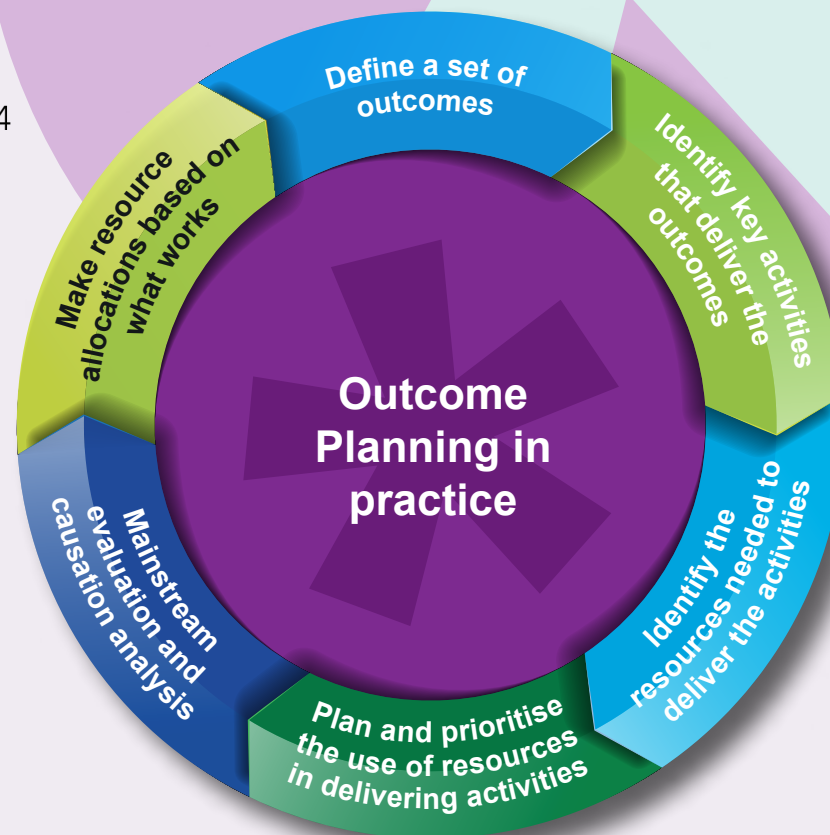 4
Define a set of
outcomes
Identify key activities
that deliver the
outcomes
Identify the
resources needed to
deliver the activities
Plan and prioritise
the use of resources
in delivering activities
Mainstream
evaluation and
causation analysis
Make resource
allocations based on
what works
Outcome
Planning in
practice